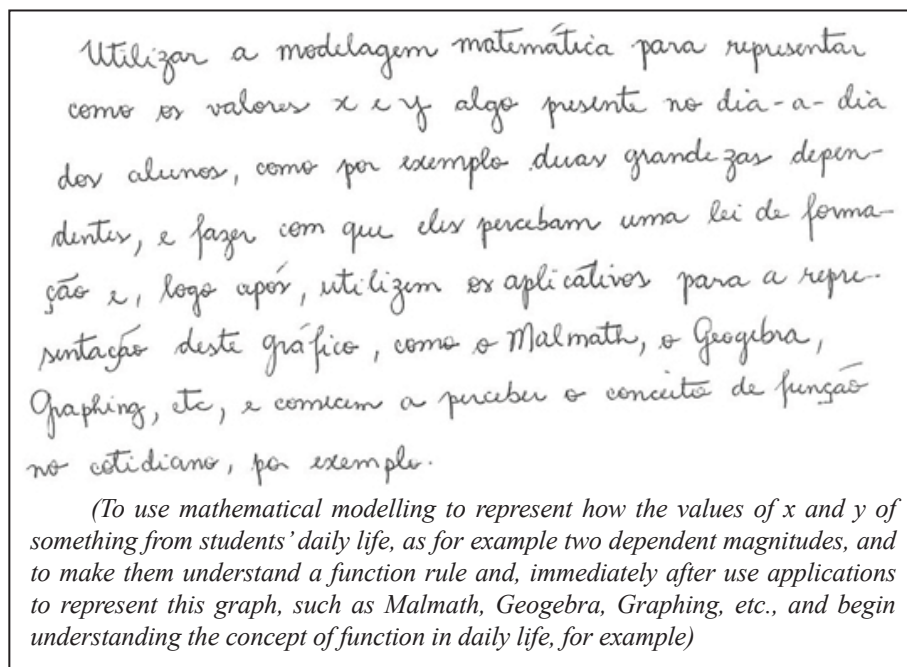 Utilizar a modelagem matemática para representar
como os valores x e y algo presente no dia-a-dia
dos alunos, como por exemplo duas grandezas depen-
dentes, e fazer com que eles percebam uma lei de forma-
ção e, logo após, utilizem os aplicativos para a repre-
sentação deste gráfico, como o Malmath, o Geogebra,
Graphing, etc, e comecem a perceber o conceito de função
no cotidiano, por exemplo.
(To use mathematical modelling to represent how the values of x and y of
something from students' daily life, as for example two dependent magnitudes, and
to make them understand a function rule and, immediately after use applications
to represent this graph, such as Malmath, Geogebra, Graphing, etc., and begin
understanding the concept of function in daily life, for example)